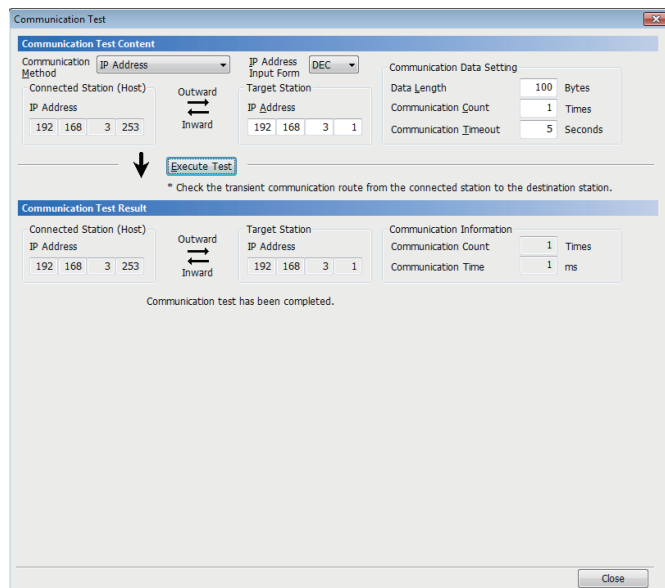 Communication Test
Communication Test Content
Communication Method IP Address
IP Address Input Form DEC
Connected Station (Host)
IP Address
192 168 3 253
Outward
Inward
Target Station
IP Address
192 168 3 1
Communication Data Setting
Data Length 100 Bytes
Communication Count 1 Times
Communication Timeout 5 Seconds
Execute Test
* Check the transient communication route from the connected station to the destination station.
Communication Test Result
Connected Station (Host)
IP Address
192 168 3 253
Outward
Inward
Target Station
IP Address
192 168 3 1
Communication Information
Communication Count 1 Times
Communication Time 1 ms
Communication test has been completed.
Close